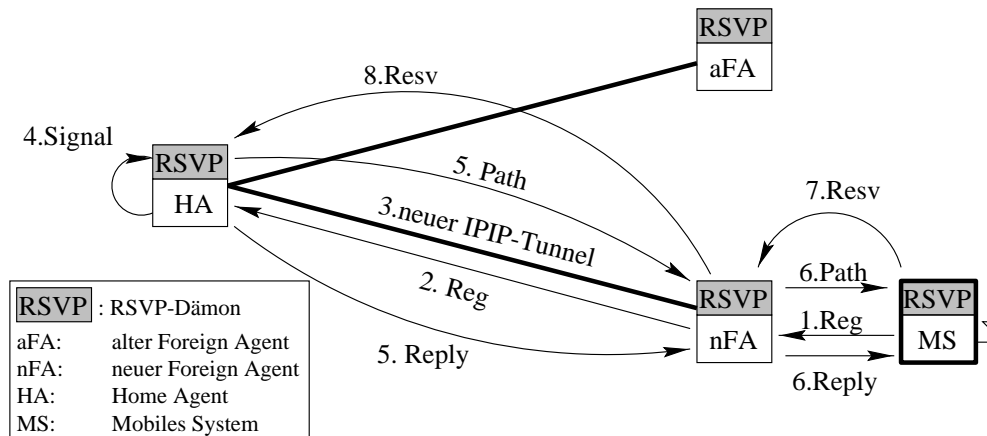 RSVP
aFA
8.Resv
4.Signal
RSVP
HA
5. Path
3.neuer IPIP-Tunnel
2. Reg
5. Reply
7.Resv
6.Path
RSVP
nFA
1.Reg
6.Reply
RSVP
MS
RSVP : RSVP-Dämon
aFA: alter Foreign Agent
nFA: neuer Foreign Agent
HA: Home Agent
MS: Mobiles System